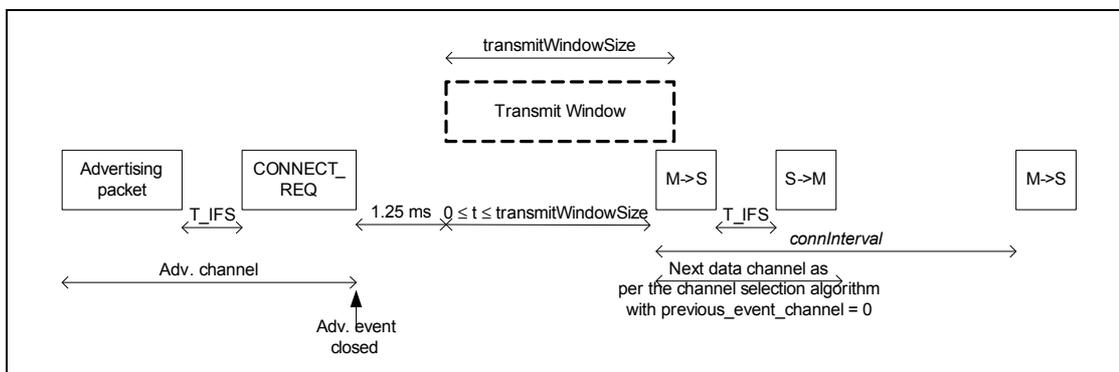 transmitWindowSize
Transmit Window
Advertising
packet
CONNECT_
REQ
M->S
S->M
M->S
T_IFS
1.25 ms
0 ≤ t ≤ transmitWindowSize
T_IFS
connInterval
Adv. channel
Next data channel as
per the channel selection algorithm
with previous_event_channel = 0
Adv. event
closed